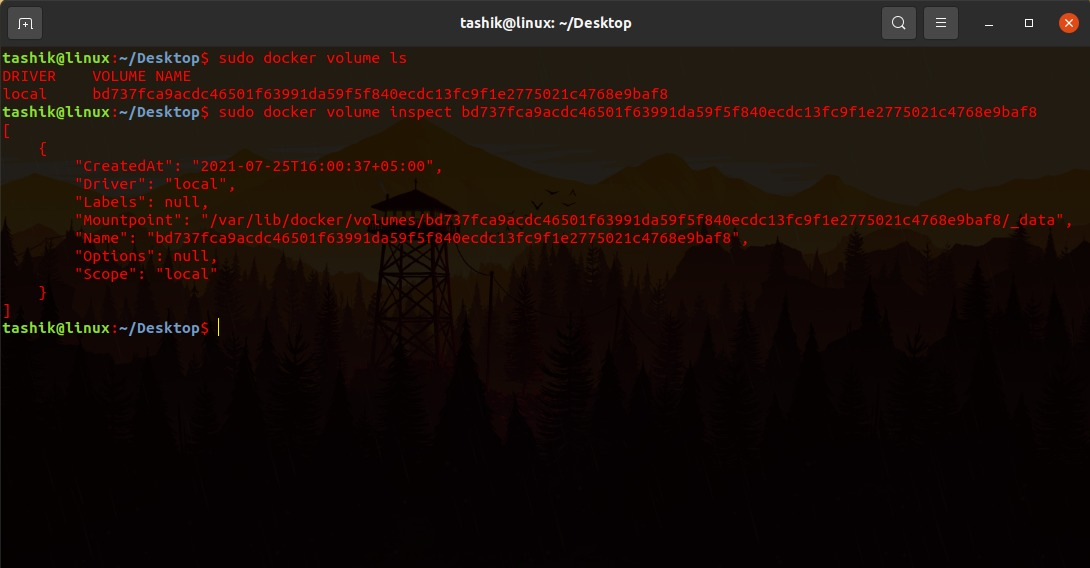 tashik@linux: ~/Desktop
tashik@linux:~/Desktop$ sudo docker volume ls
DRIVER    VOLUME NAME
local     bd737fca9acdc46501f63991da59f5f840ecdc13fc9f1e2775021c4768e9baf8
tashik@linux:~/Desktop$ sudo docker volume inspect bd737fca9acdc46501f63991da59f5f840ecdc13fc9f1e2775021c4768e9baf8
[
    {
        "CreatedAt": "2021-07-25T16:00:37+05:00",
        "Driver": "local",
        "Labels": null,
        "Mountpoint": "/var/lib/docker/volumes/bd737fca9acdc46501f63991da59f5f840ecdc13fc9f1e2775021c4768e9baf8/_data",
        "Name": "bd737fca9acdc46501f63991da59f5f840ecdc13fc9f1e2775021c4768e9baf8",
        "Options": null,
        "Scope": "local"
    }
]
tashik@linux:~/Desktop$